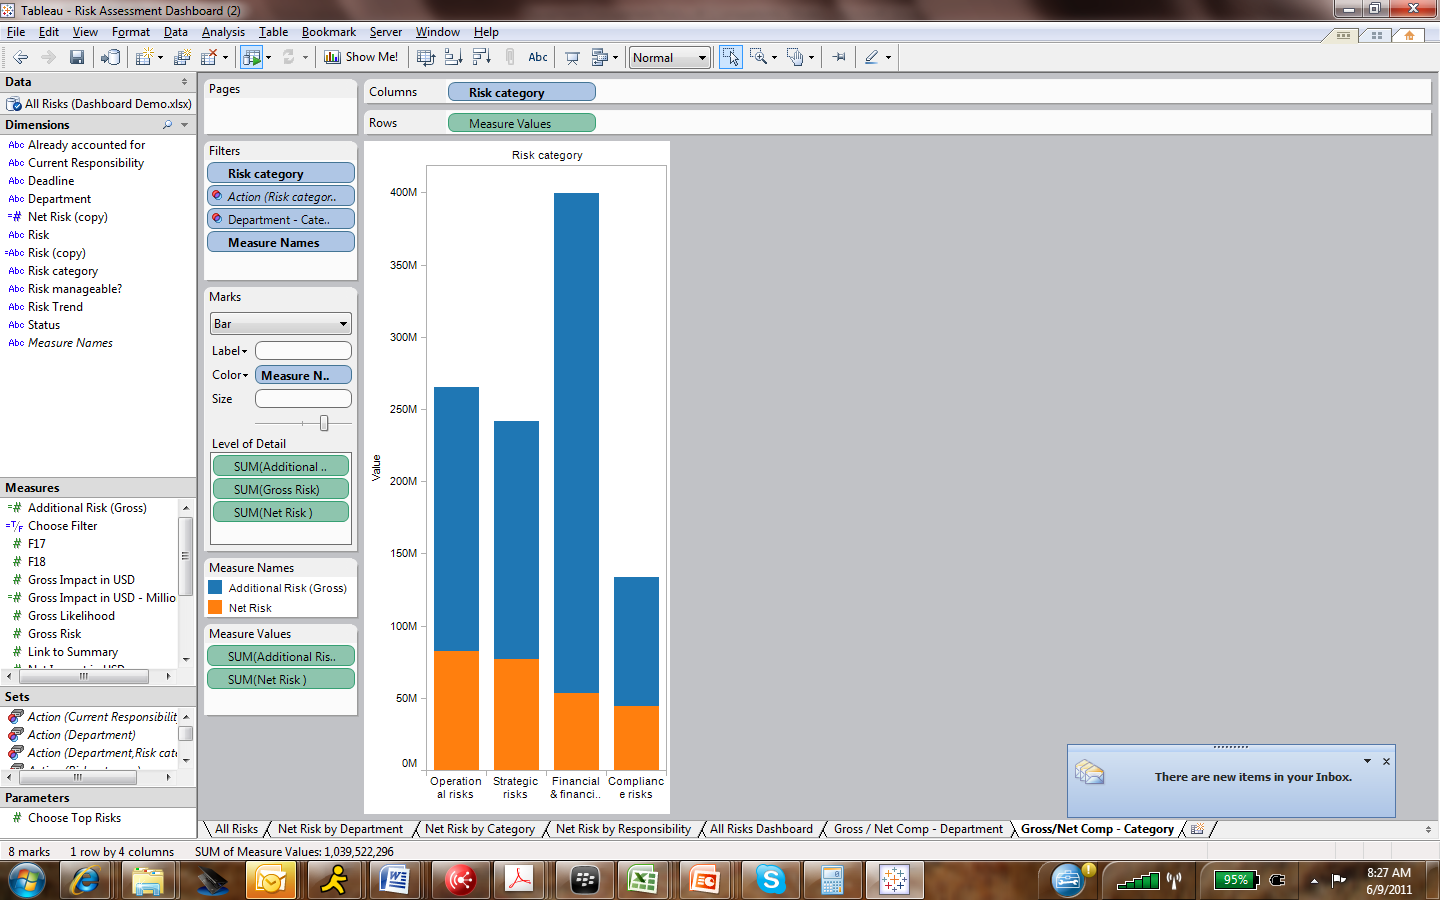 Tableau - Risk Assessment Dashboard (2)
File Edit View Format Data Analysis Table Bookmark Server Window Help
Show Me! Abc Normal
Data
All Risks (Dashboard Demo.xlsx)
Dimensions
Abc Already accounted for
Abc Current Responsibility
Abc Deadline
Abc Department
=# Net Risk (copy)
Abc Risk
=Abc Risk (copy)
Abc Risk category
Abc Risk manageable?
Abc Risk Trend
Abc Status
Abc Measure Names
Measures
=# Additional Risk (Gross)
=T/F Choose Filter
# F17
# F18
# Gross Impact in USD
=# Gross Impact in USD - Millio
# Gross Likelihood
# Gross Risk
# Link to Summary
Sets
Action (Current Responsibilit
Action (Department)
Action (Department,Risk cat
Parameters
# Choose Top Risks
Pages
Filters
Risk category
Action (Risk categor..
Department - Cate..
Measure Names
Marks
Bar
Label
Color Measure N..
Size
Level of Detail
SUM(Additional ..
SUM(Gross Risk)
SUM(Net Risk )
Measure Names
Additional Risk (Gross)
Net Risk
Measure Values
SUM(Additional Ris..
SUM(Net Risk )
Columns Risk category
Rows Measure Values
Risk category
400M
350M
300M
250M
200M
150M
100M
50M
0M
Value
Operation
al risks
Strategic
risks
Financial
& financi..
Complianc
e risks
There are new items in your Inbox.
All Risks Net Risk by Department Net Risk by Category Net Risk by Responsibility All Risks Dashboard Gross / Net Comp - Department Gross/Net Comp - Category
8 marks 1 row by 4 columns SUM of Measure Values: 1,039,522,296
95%
8:27 AM
6/9/2011